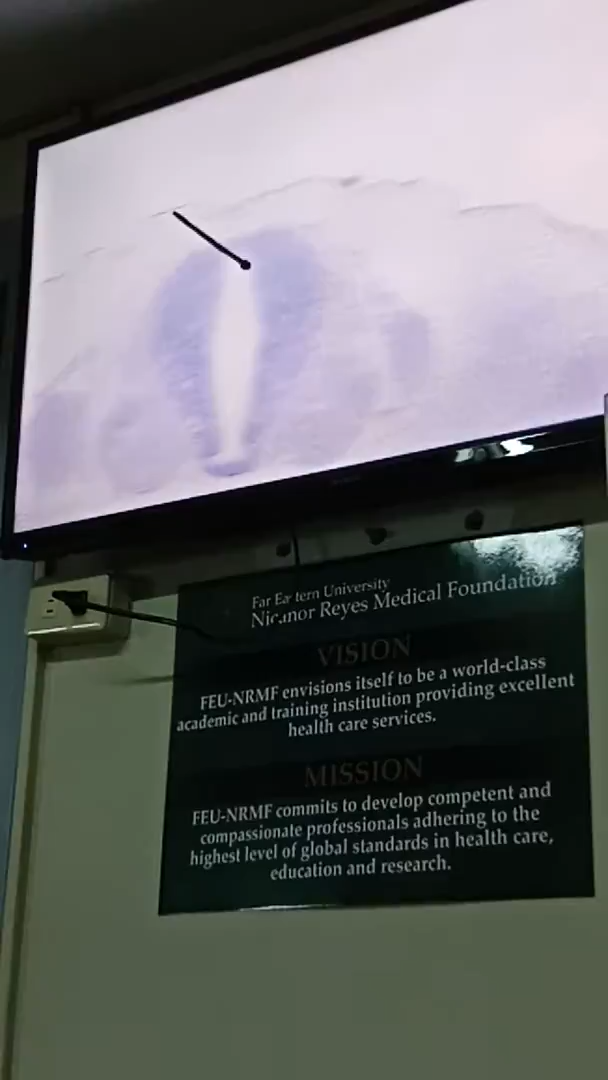 Far Eastern University
Nicanor Reyes Medical Foundation
VISION
FEU-NRMF envisions itself to be a world-class
academic and training institution providing excellent
health care services.
MISSION
FEU-NRMF commits to develop competent and
compassionate professionals adhering to the
highest level of global standards in health care,
education and research.